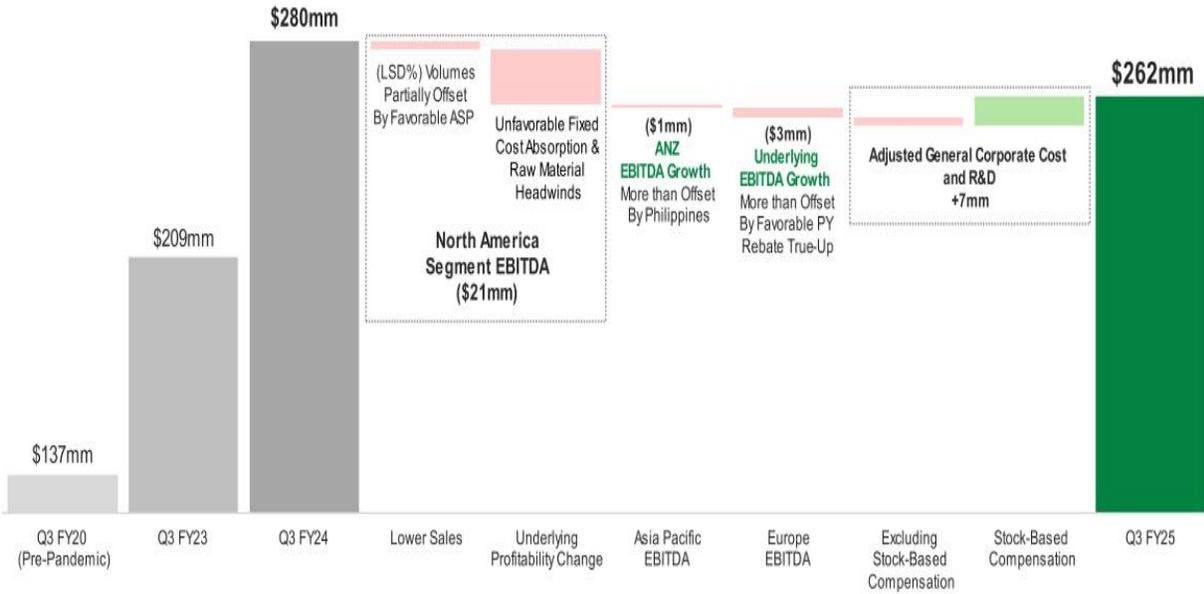 $280mm
$262mm
$209mm
$137mm
(LSD%) Volumes
Partially Offset
By Favorable ASP
Unfavorable Fixed
Cost Absorption &
Raw Material
Headwinds
North America
Segment EBITDA
($21mm)
($1mm)
ANZ
EBITDA Growth
More than Offset
By Philippines
($3mm)
Underlying
EBITDA Growth
More than Offset
By Favorable PY
Rebate True-Up
Adjusted General Corporate Cost
and R&D
+7mm
Q3 FY20
(Pre-Pandemic)
Q3 FY23
Q3 FY24
Lower Sales
Underlying
Profitability Change
Asia Pacific
EBITDA
Europe
EBITDA
Excluding
Stock-Based
Compensation
Stock-Based
Compensation
Q3 FY25